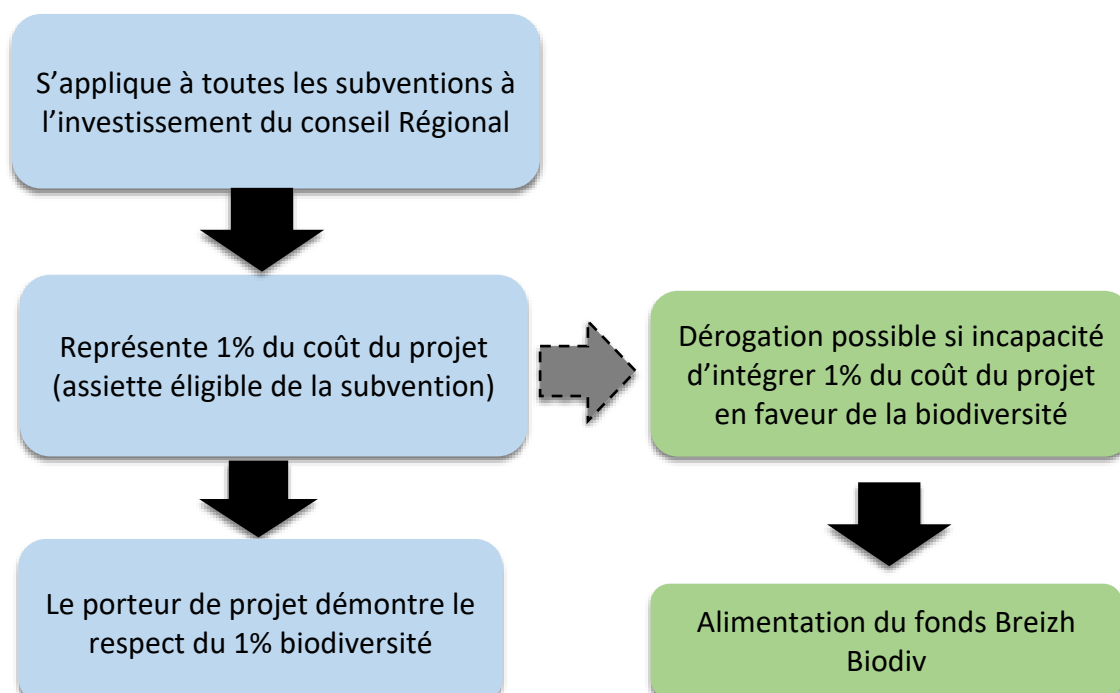 S’applique à toutes les subventions à
l’investissement du conseil Régional
Représente 1% du coût du projet
(assiette éligible de la subvention)
Dérogation possible si incapacité
d’intégrer 1% du coût du projet
en faveur de la biodiversité
Le porteur de projet démontre le
respect du 1% biodiversité
Alimentation du fonds Breizh
Biodiv